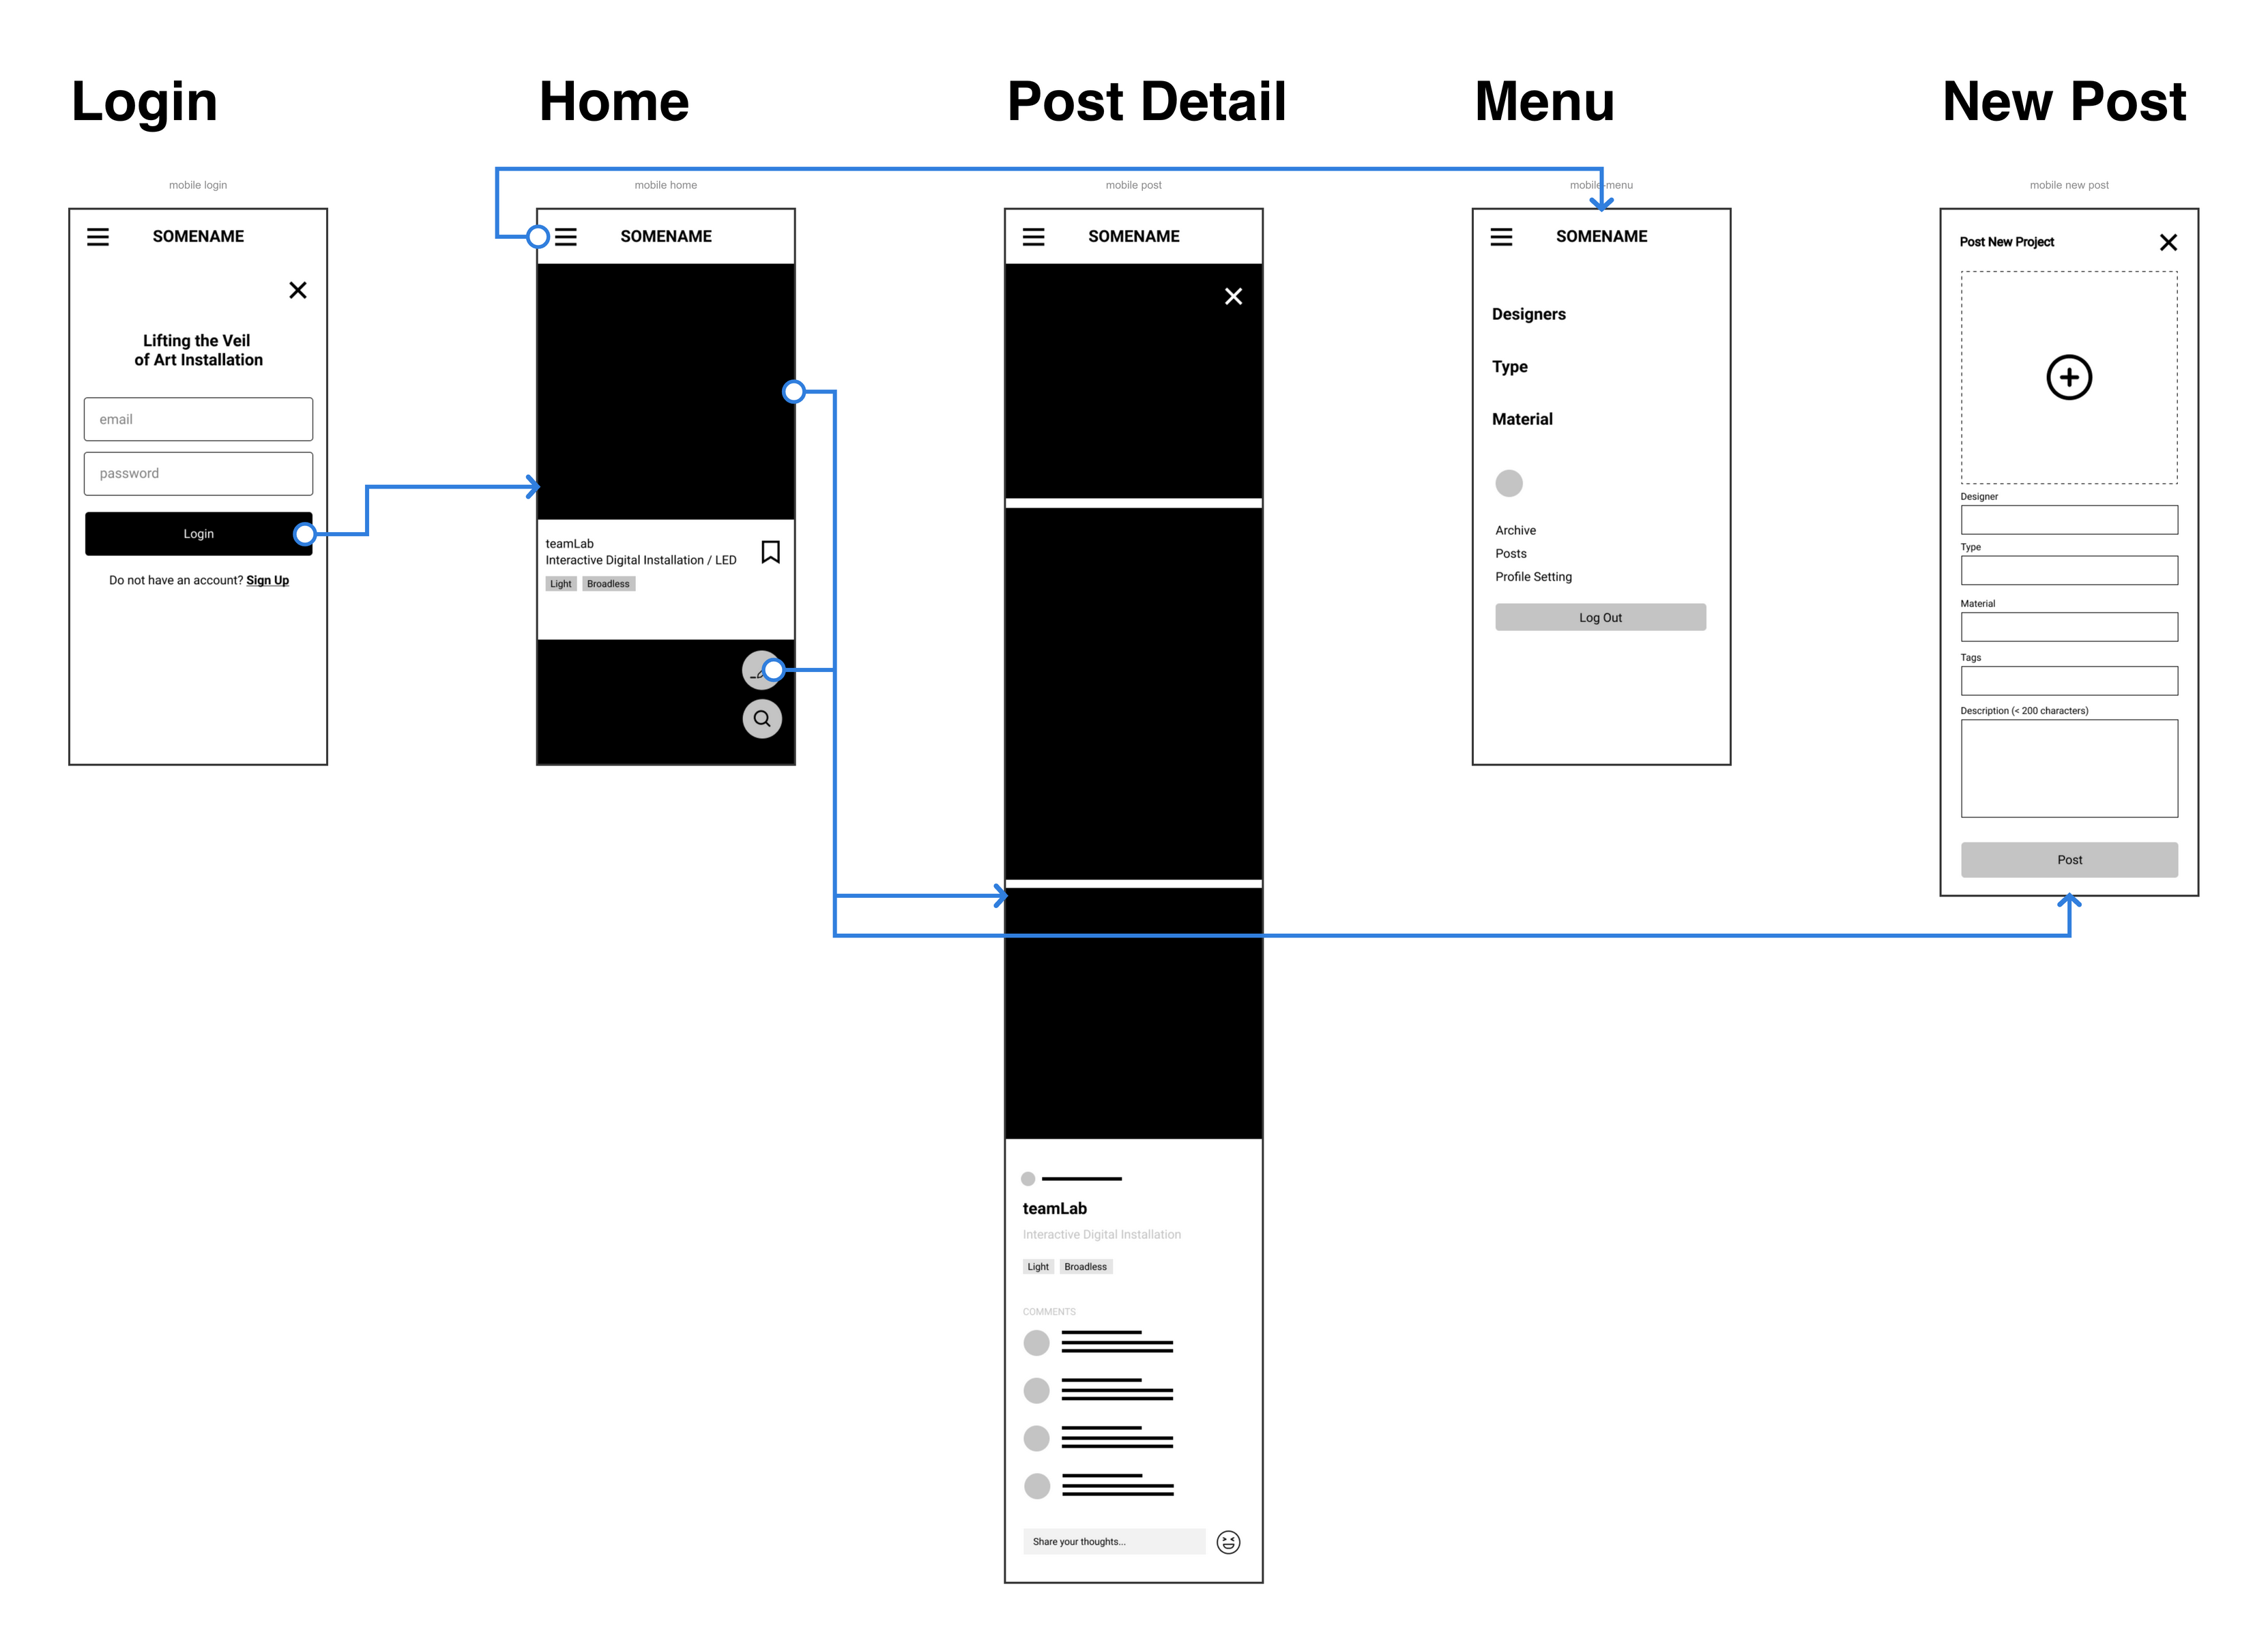 Login
Home
Post Detail
Menu
New Post
mobile login
mobile home
mobile post
mobile-menu
mobile new post
SOMENAME
Lifting the Veil
of Art Installation
email
password
Login
Do not have an account? Sign Up
SOMENAME
teamLab
Interactive Digital Installation / LED
Light
Broadless
SOMENAME
teamLab
Interactive Digital Installation
Light
Broadless
COMMENTS
Share your thoughts...
SOMENAME
Designers
Type
Material
Archive
Posts
Profile Setting
Log Out
Post New Project
Designer
Type
Material
Tags
Description (< 200 characters)
Post